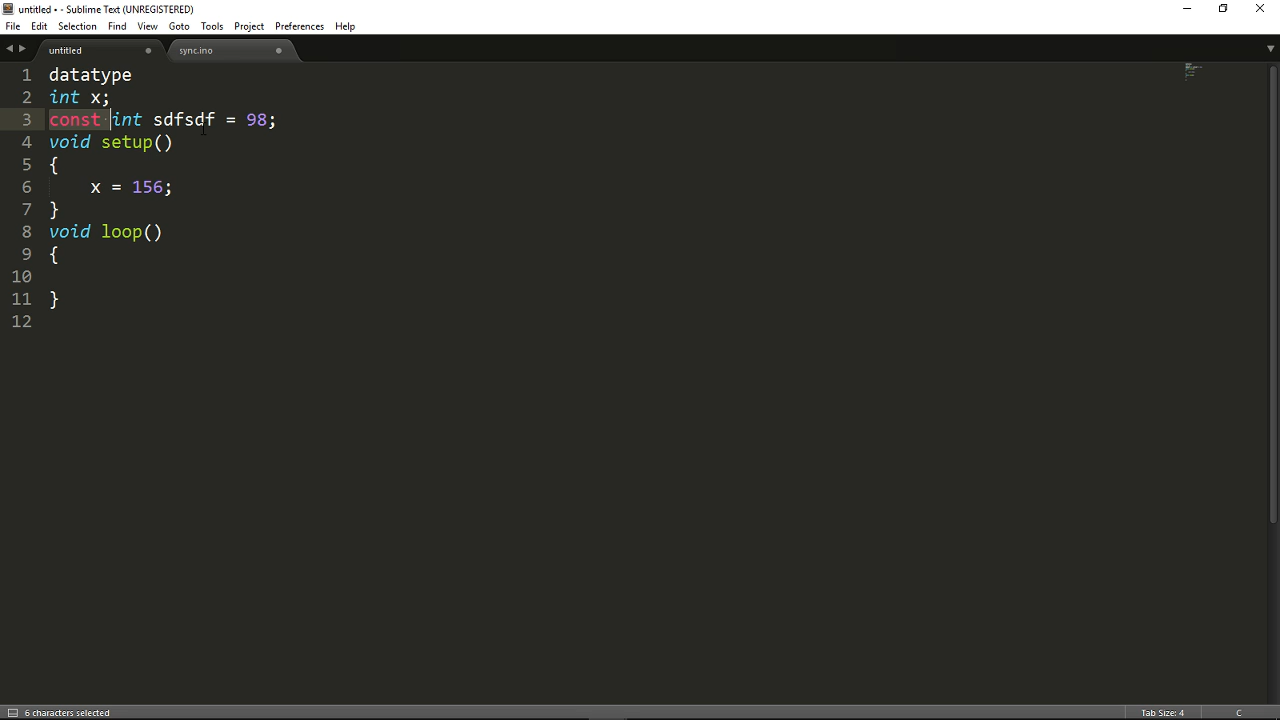 untitled • - Sublime Text (UNREGISTERED)
File Edit Selection Find View Goto Tools Project Preferences Help
untitled sync.ino
1 datatype
2 int x;
3 const int sdfsdf = 98;
4 void setup()
5 {
6 x = 156;
7 }
8 void loop()
9 {
10
11 }
12
6 characters selected Tab Size: 4 C